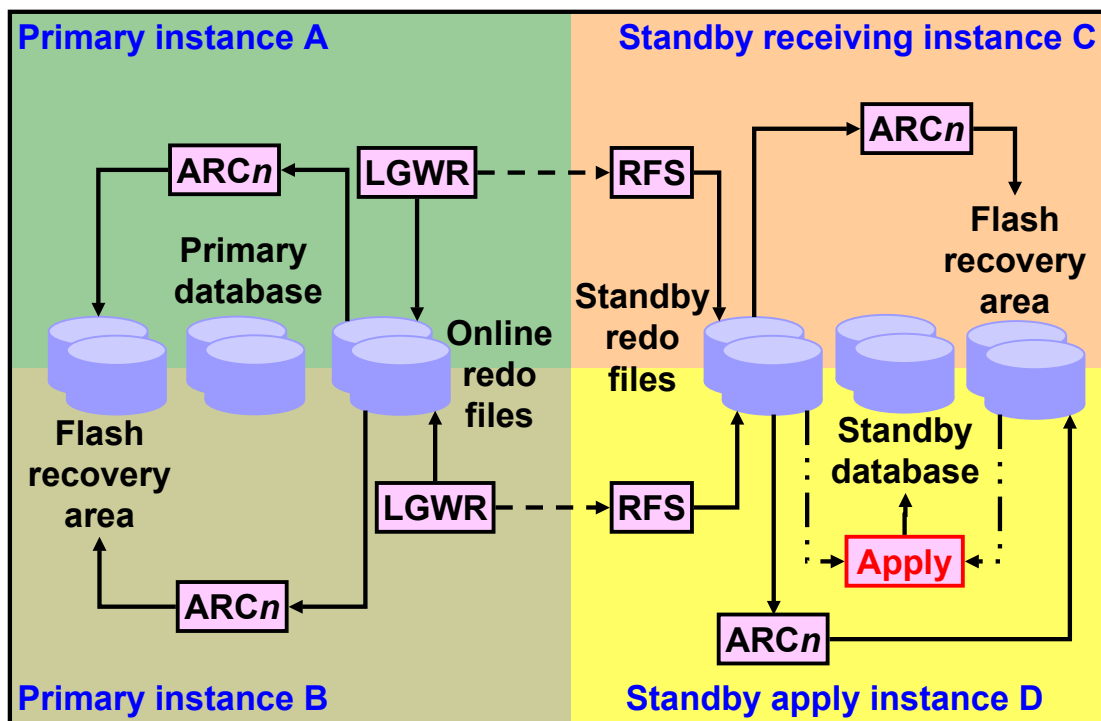 Primary instance A
Standby receiving instance C
ARCn
ARCn
LGWR
RFS
Primary
database
Flash
recovery
area
Standby
redo
files
Online
redo
files
Flash
recovery
area
Standby
database
LGWR
RFS
Apply
ARCn
ARCn
Primary instance B
Standby apply instance D